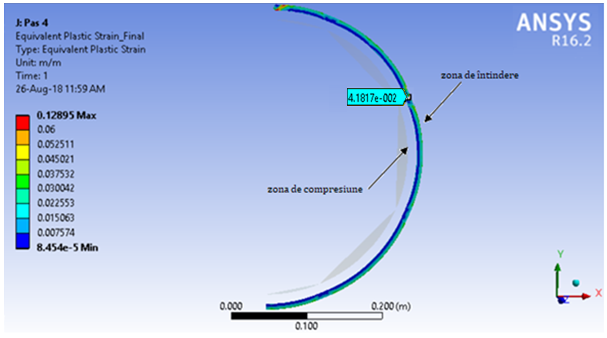 J: Pas 4
Equivalent Plastic Strain_Final
Type: Equivalent Plastic Strain
Unit: m/m
Time: 1
26-Aug-18 11:59 AM
0.12895 Max
0.06
0.052511
0.045021
0.037532
0.030042
0.022553
0.015063
0.007574
8.454e-5 Min
ANSYS
R16.2
zona de întindere
4.1817e-002
zona de compresiune
0.000
0.200 (m)
0.100
Y
X
Z